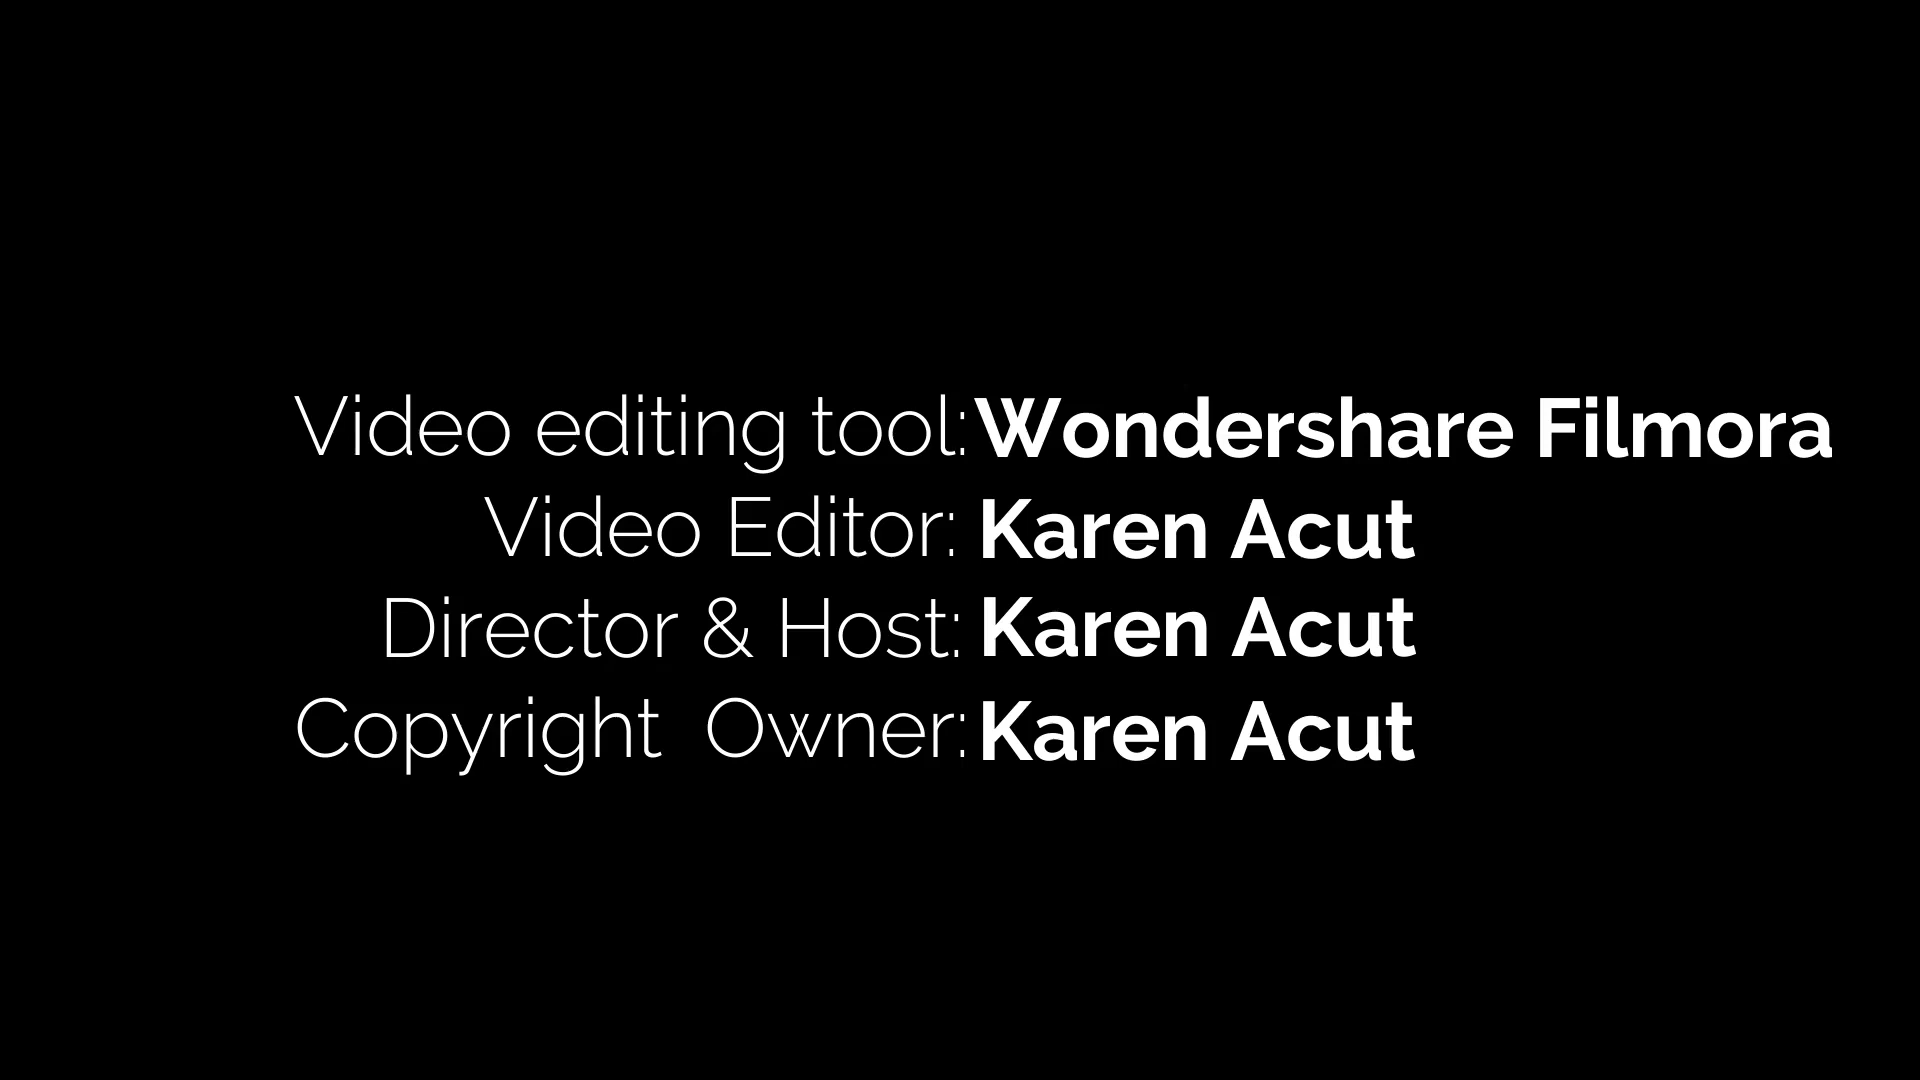 Video editing tool: Wondershare Filmora
Video Editor: Karen Acut
Director & Host: Karen Acut
Copyright Owner: Karen Acut